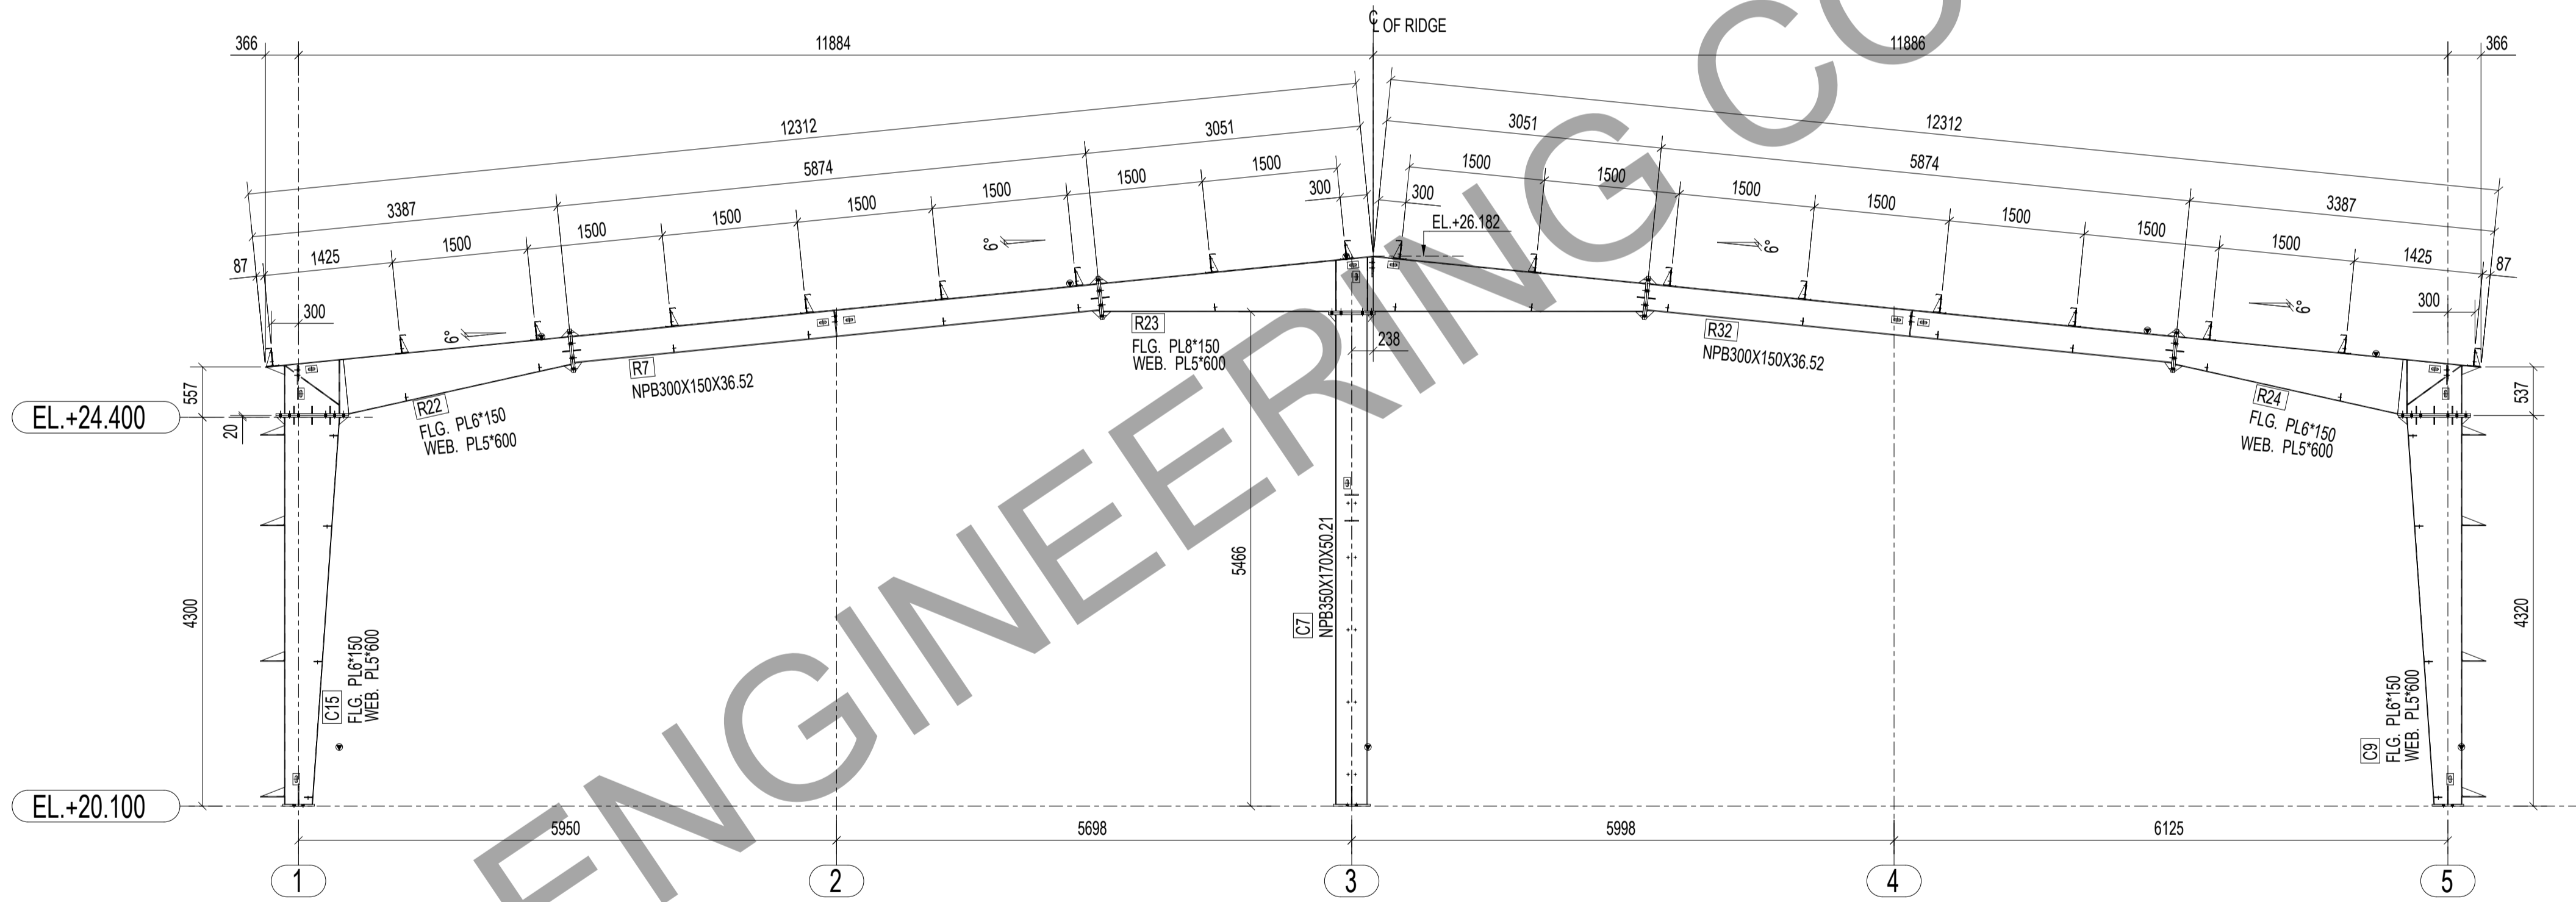 ℄ OF RIDGE
366
11884
11886
366
12312
12312
3051
3051
5874
5874
3387
3387
1500
1500
1500
1500
1500
1500
1500
1425
87
300
300
300
1500
1500
1500
1500
1500
1500
1500
1425
87
300
EL.+26.182
6°
6°
6°
6°
557
537
EL.+24.400
20
4300
4320
5466
238
R22
FLG. PL6*150
WEB. PL5*600
R7
NPB300X150X36.52
R23
FLG. PL8*150
WEB. PL5*600
R32
NPB300X150X36.52
R24
FLG. PL6*150
WEB. PL5*600
C15
FLG. PL6*150
WEB. PL5*600
C7
NPB350X170X50.21
C9
FLG. PL6*150
WEB. PL5*600
EL.+20.100
5950
5698
5998
6125
1
2
3
4
5
ENGINEERING CO